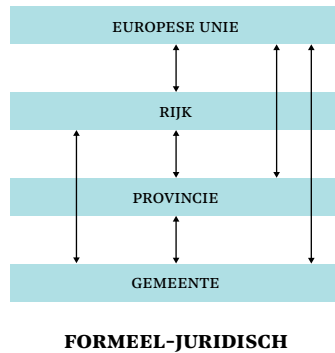 EUROPESE UNIE
RIJK
PROVINCIE
GEMEENTE
FORMEEL-JURIDISCH